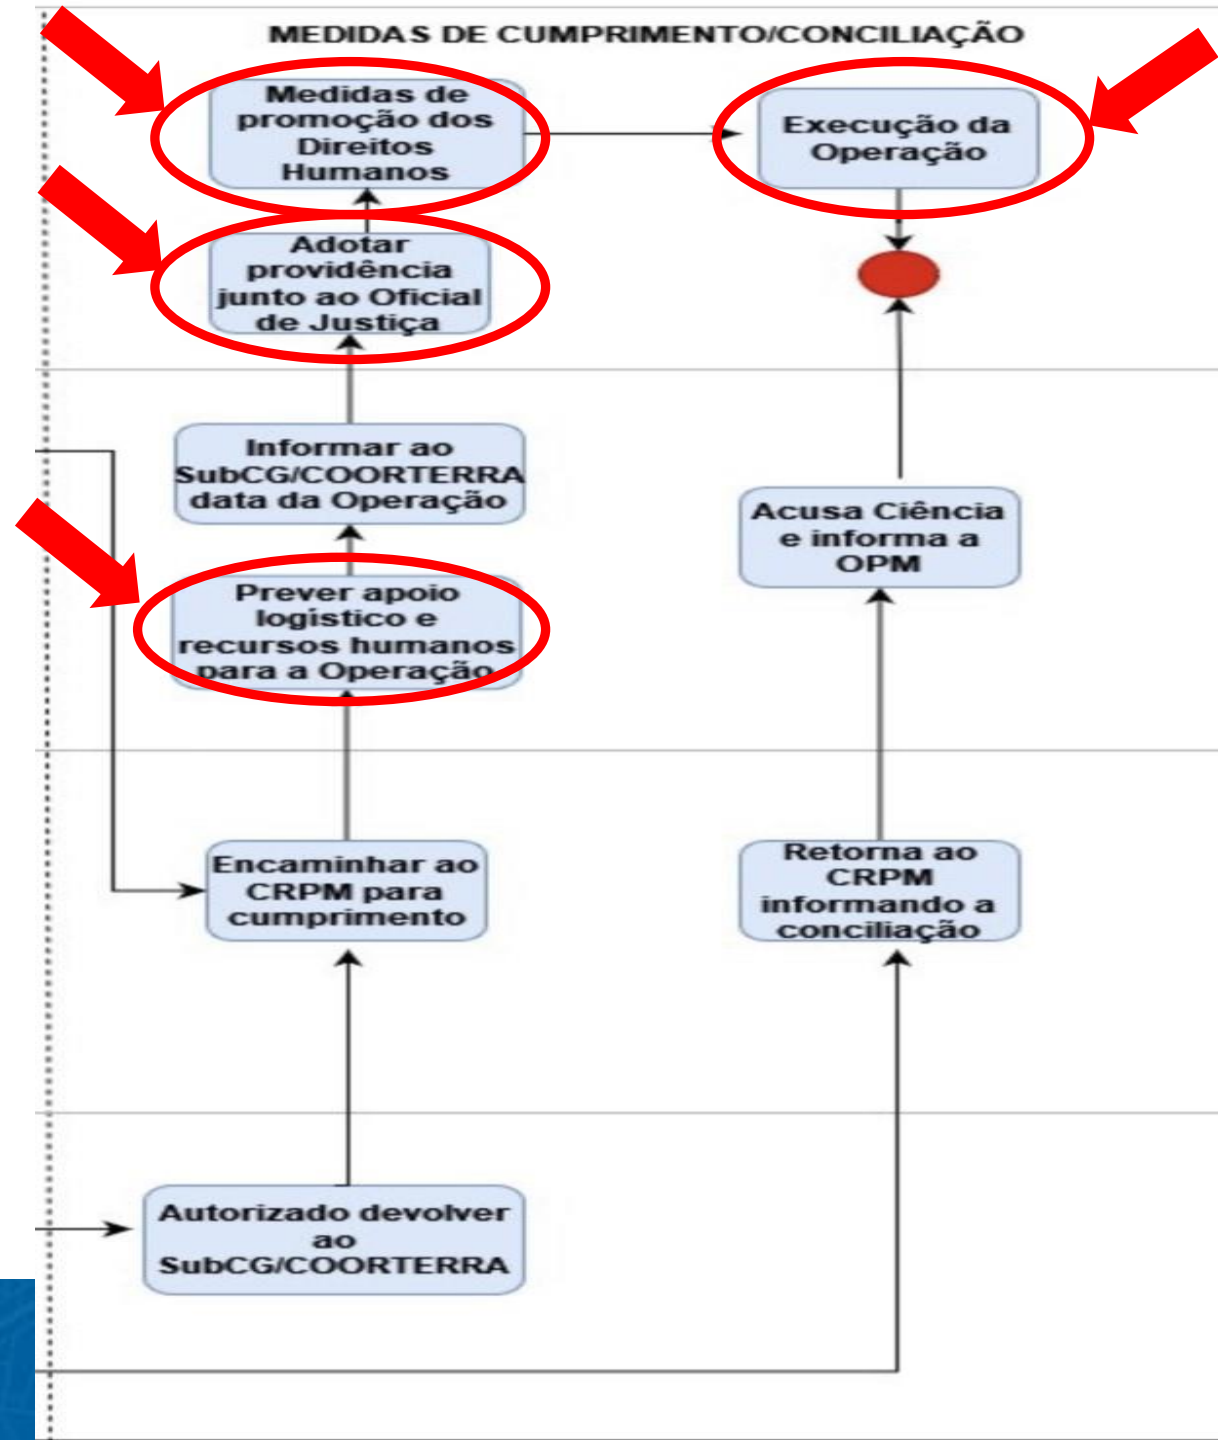 MEDIDAS DE CUMPRIMENTO/CONCILIAÇÃO
Medidas de
promoção dos
Direitos
Humanos
Execução da
Operação
Adotar
providência
junto ao Oficial
de Justiça
Informar ao
SubCG/COORTERRA
data da Operação
Acusa Ciência
e informa a
OPM
Prever apoio
logístico e
recursos humanos
para a Operação
Encaminhar ao
CRPM para
cumprimento
Retorna ao
CRPM
informando a
conciliação
Autorizado devolver
ao
SubCG/COORTERRA